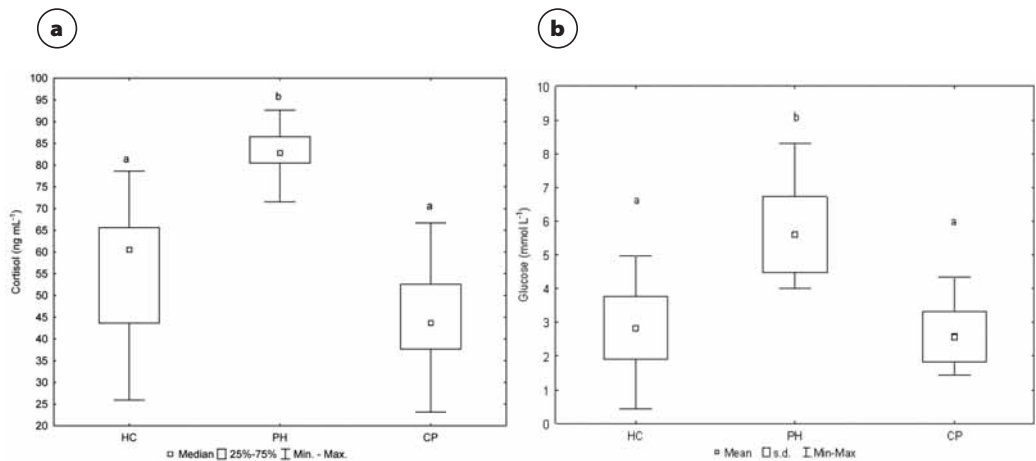 a
100
95
90
85
80
75
70
65
60
55
50
45
40
35
30
25
20
Cortisol (ng mL⁻¹)
a
b
a
HC PH CP
Median 25%-75% Min. - Max.
b
10
9
8
7
6
5
4
3
2
1
0
Glucose (mmol L⁻¹)
a
b
a
HC PH CP
Mean s.d. Min-Max